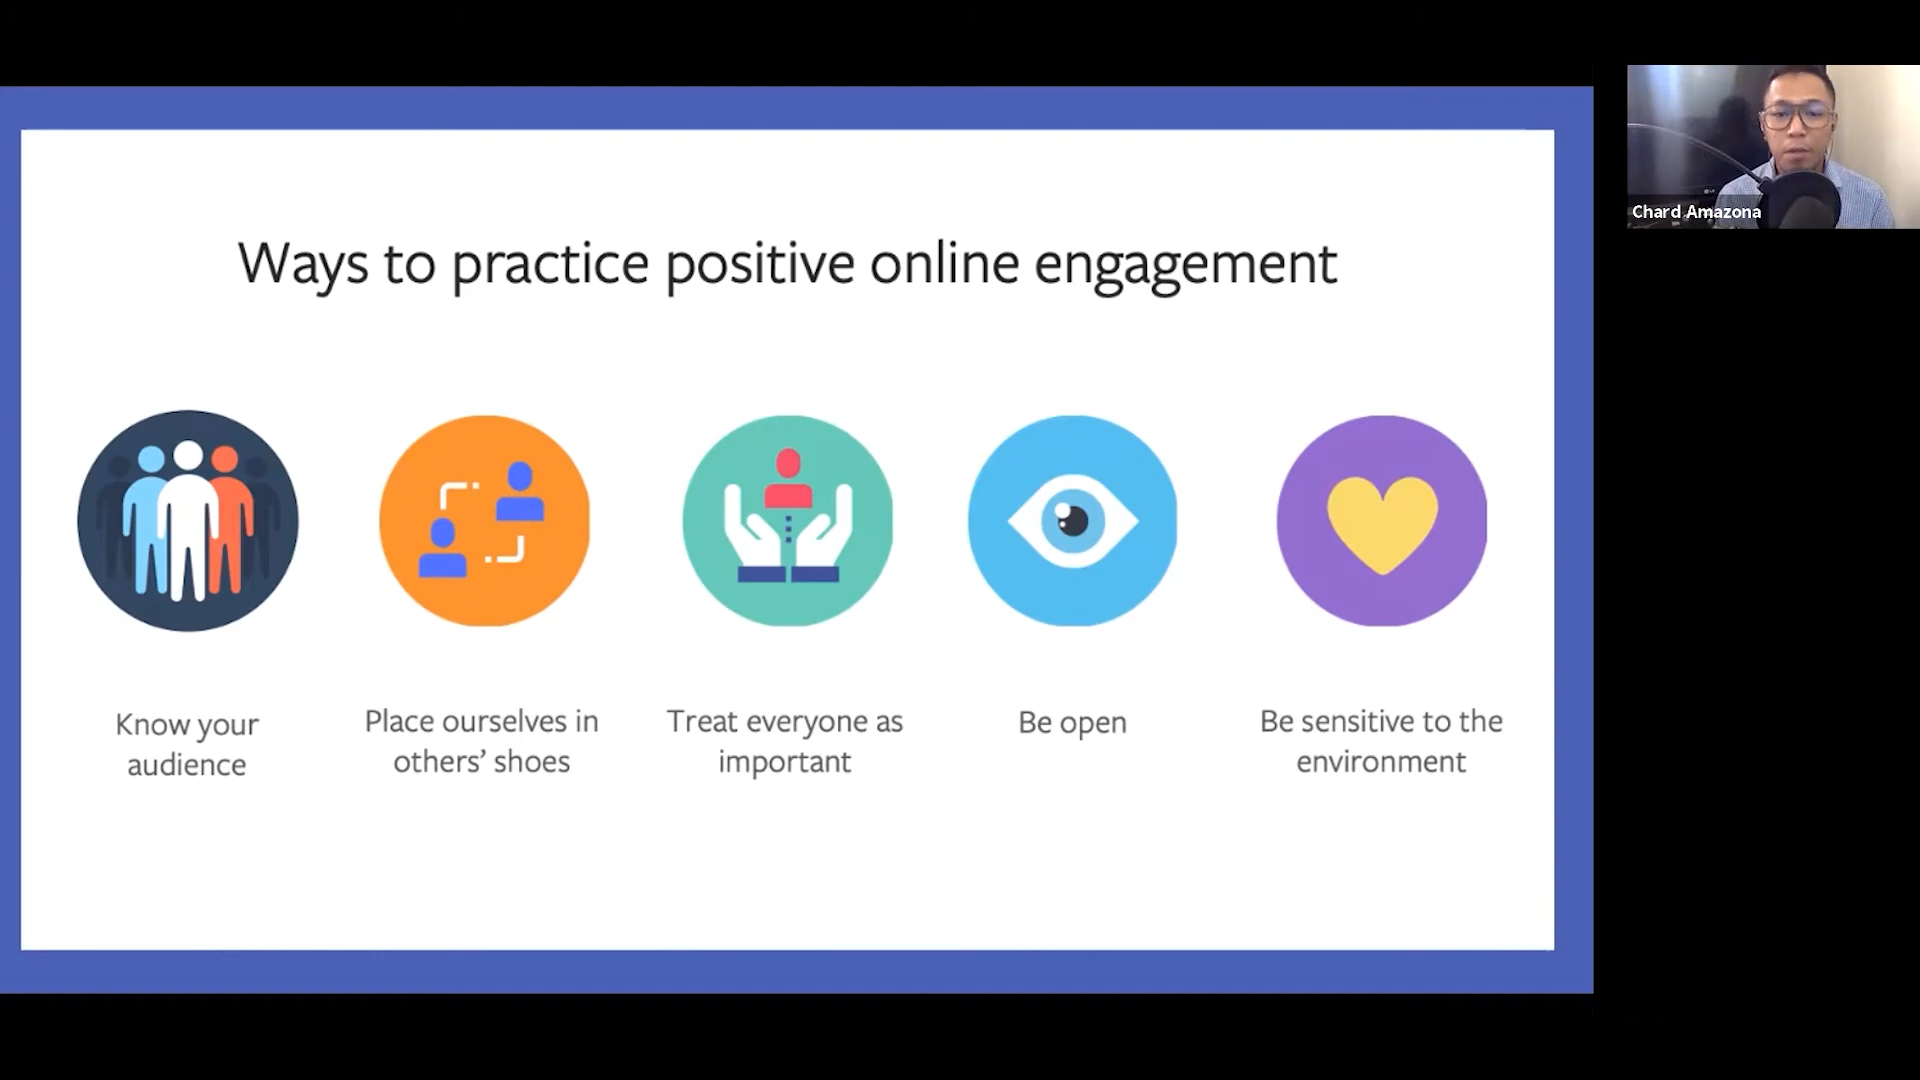 Ways to practice positive online engagement
Know your
audience
Place ourselves in
others’ shoes
Treat everyone as
important
Be open
Be sensitive to the
environment
Chard Amazona